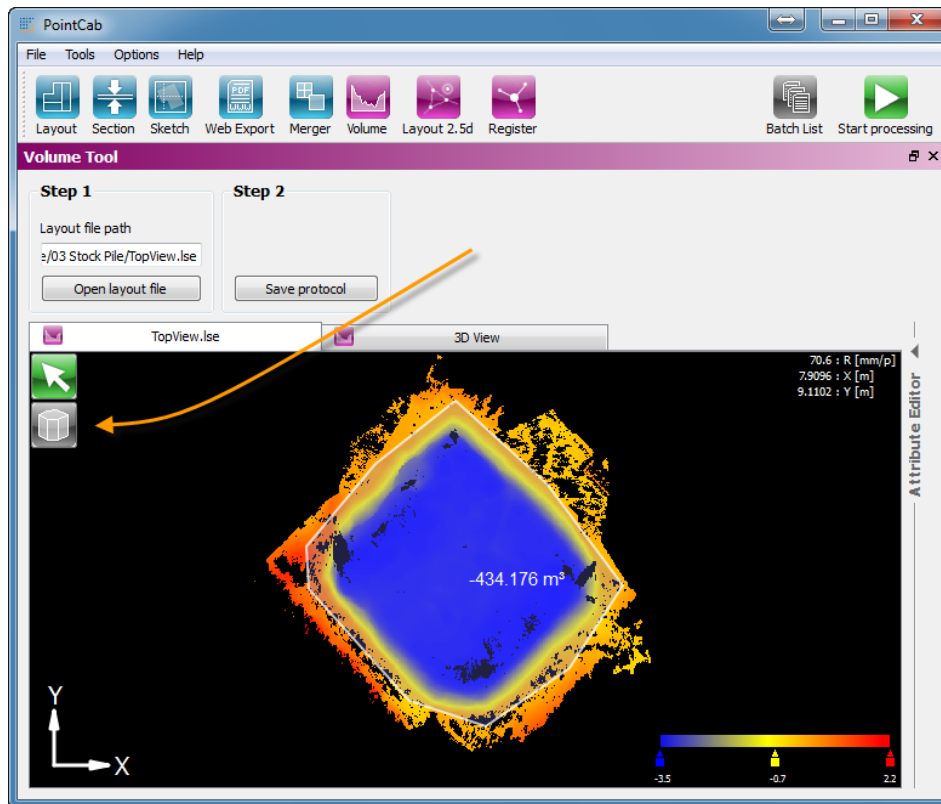 PointCab
File Tools Options Help
Layout Section Sketch Web Export Merger Volume Layout 2.5d Register Batch List Start processing
PDF
Volume Tool
Step 1 Step 2
Layout file path
e/03 Stock Pile/TopView.lse
Open layout file Save protocol
TopView.lse 3D View
70.6 : R [mm/p]
7.9096 : X [m]
9.1102 : Y [m]
Attribute Editor
-434.176 m³
Y
X
-3.5 -0.7 2.2